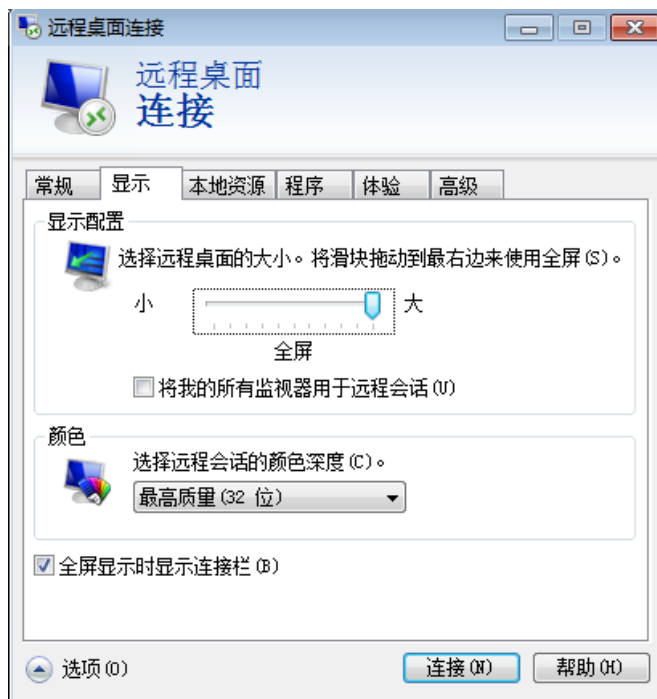 远程桌面连接
远程桌面
连接
常规 显示 本地资源 程序 体验 高级
显示配置
选择远程桌面的大小。将滑块拖动到最右边来使用全屏(S)。
小 大
全屏
将我的所有监视器用于远程会话(U)
颜色
选择远程会话的颜色深度(C)。
最高质量(32 位)
全屏显示时显示连接栏(B)
选项(O) 连接(N) 帮助(H)